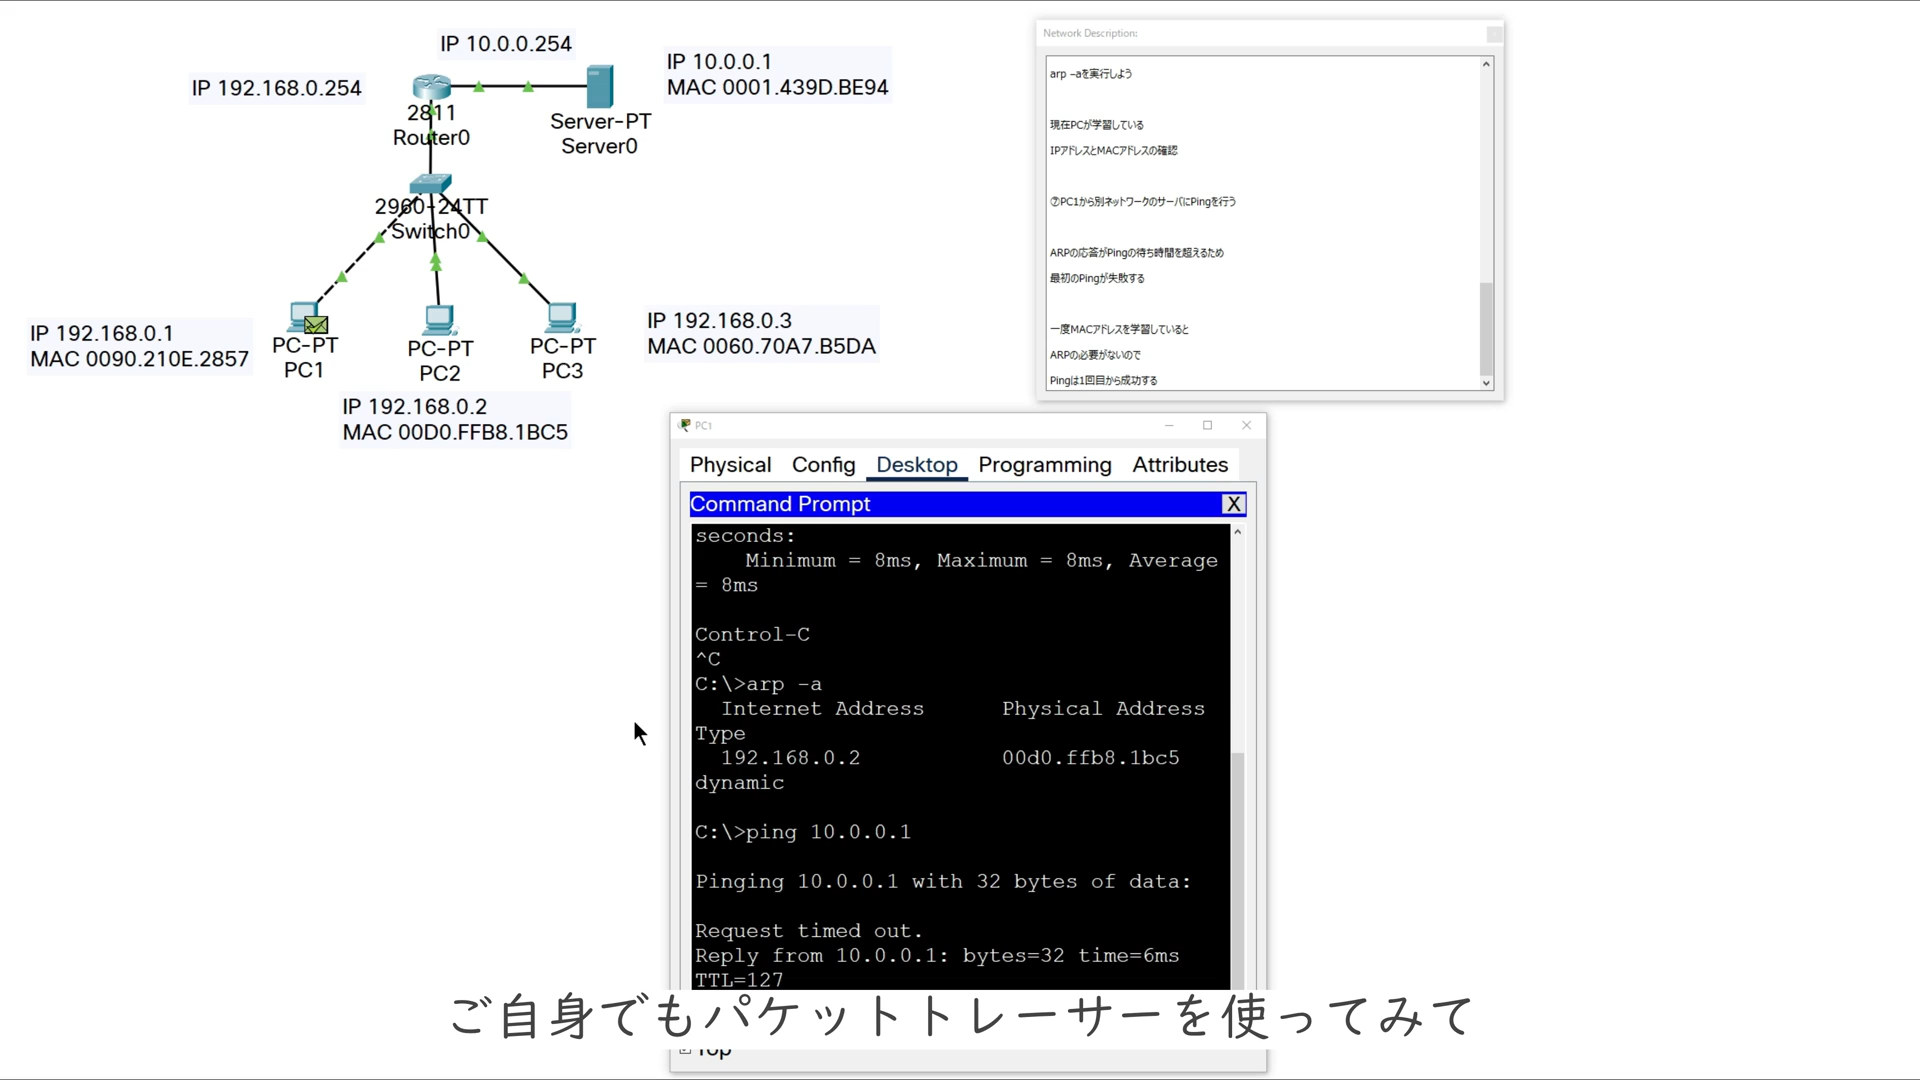 IP 10.0.0.254
IP 192.168.0.254
IP 10.0.0.1
MAC 0001.439D.BE94
2811
Router0
Server-PT
Server0
2960-24TT
Switch0
IP 192.168.0.1
MAC 0090.210E.2857
PC-PT
PC1
PC-PT
PC2
PC-PT
PC3
IP 192.168.0.3
MAC 0060.70A7.B5DA
IP 192.168.0.2
MAC 00D0.FFB8.1BC5
Network Description:
arp –aを実行しよう
現在PCが学習している
IPアドレスとMACアドレスの確認
⑦PC1から別ネットワークのサーバにPingを行う
ARPの応答がPingの待ち時間を超えるため
最初のPingが失敗する
一度MACアドレスを学習していると
ARPの必要がないので
Pingは1回目から成功する
PC1
Physical Config Desktop Programming Attributes
Command Prompt X
seconds:
Minimum = 8ms, Maximum = 8ms, Average
= 8ms
Control-C
^C
C:\>arp -a
Internet Address Physical Address
Type
192.168.0.2 00d0.ffb8.1bc5
dynamic
C:\>ping 10.0.0.1
Pinging 10.0.0.1 with 32 bytes of data:
Request timed out.
Reply from 10.0.0.1: bytes=32 time=6ms
TTL=127
ご自身でもパケットトレーサーを使ってみて
Top